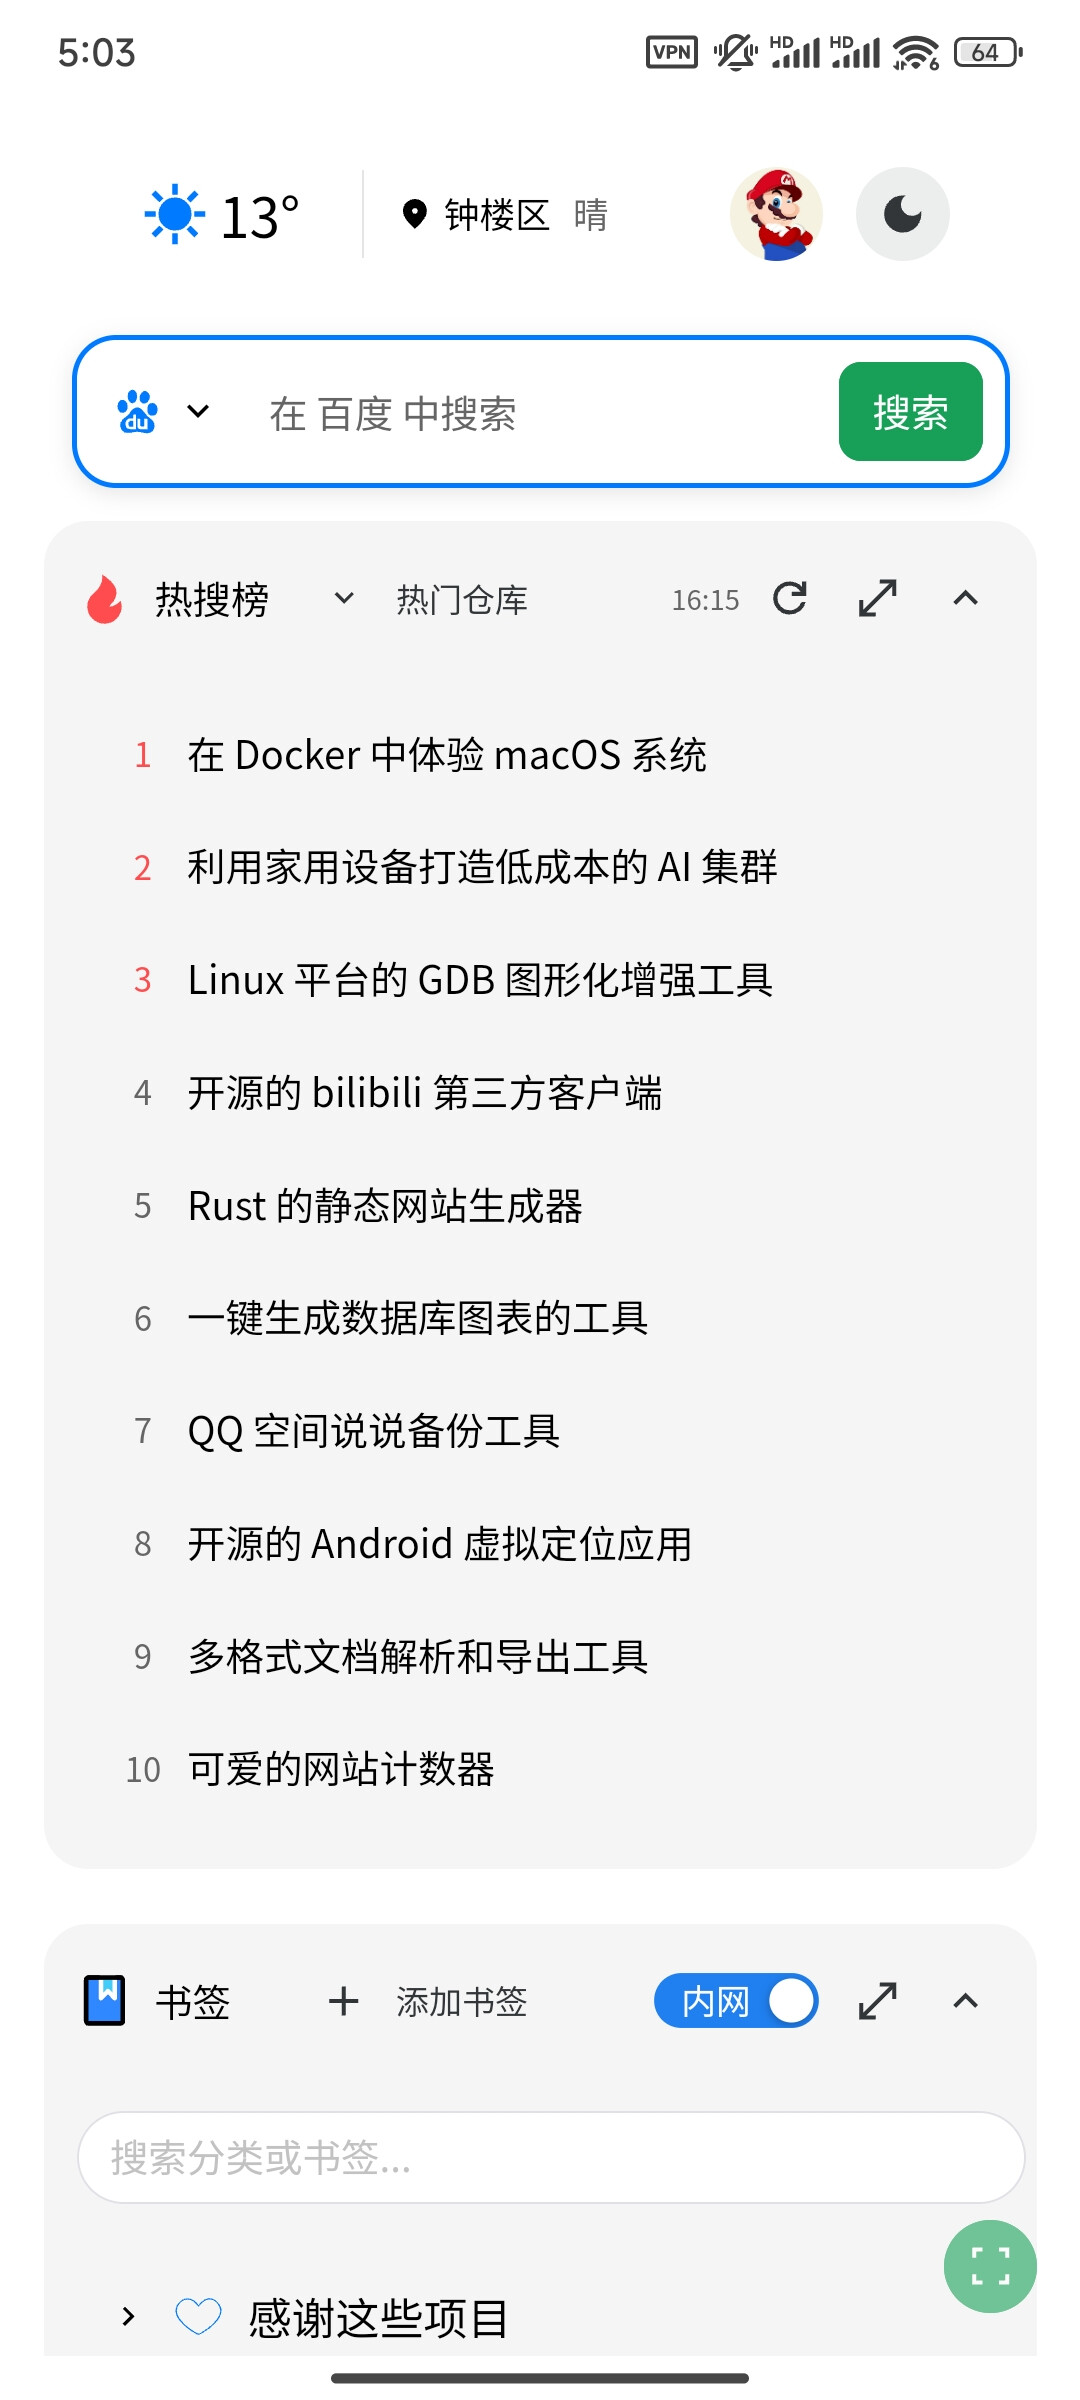 5:03
VPN HD HD 6 64
13° 钟楼区 晴
du 在 百度 中搜索 搜索
热搜榜 热门仓库 16:15
1 在 Docker 中体验 macOS 系统
2 利用家用设备打造低成本的 AI 集群
3 Linux 平台的 GDB 图形化增强工具
4 开源的 bilibili 第三方客户端
5 Rust 的静态网站生成器
6 一键生成数据库图表的工具
7 QQ 空间说说备份工具
8 开源的 Android 虚拟定位应用
9 多格式文档解析和导出工具
10 可爱的网站计数器
书签 添加书签 内网
搜索分类或书签...
感谢这些项目